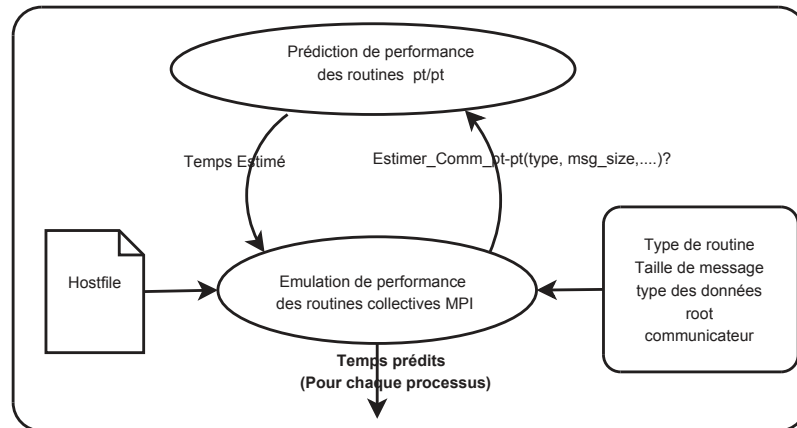 Prédiction de performance
des routines pt/pt
Temps Estimé
Estimer_Comm_pt-pt(type, msg_size,....)?
Hostfile
Emulation de performance
des routines collectives MPI
Type de routine
Taille de message
type des données
root
communicateur
Temps prédits
(Pour chaque processus)